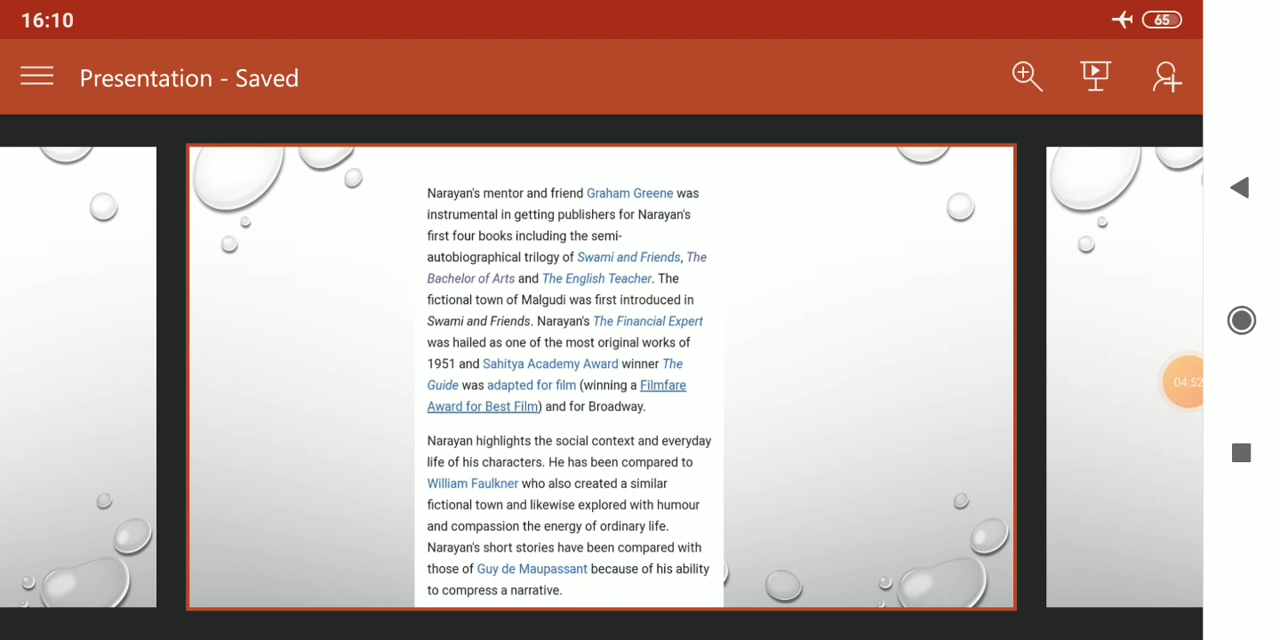 16:10
65
Presentation - Saved
Narayan's mentor and friend Graham Greene was
instrumental in getting publishers for Narayan's
first four books including the semi-
autobiographical trilogy of Swami and Friends, The
Bachelor of Arts and The English Teacher. The
fictional town of Malgudi was first introduced in
Swami and Friends. Narayan's The Financial Expert
was hailed as one of the most original works of
1951 and Sahitya Academy Award winner The
Guide was adapted for film (winning a Filmfare
Award for Best Film) and for Broadway.
Narayan highlights the social context and everyday
life of his characters. He has been compared to
William Faulkner who also created a similar
fictional town and likewise explored with humour
and compassion the energy of ordinary life.
Narayan's short stories have been compared with
those of Guy de Maupassant because of his ability
to compress a narrative.
04:52